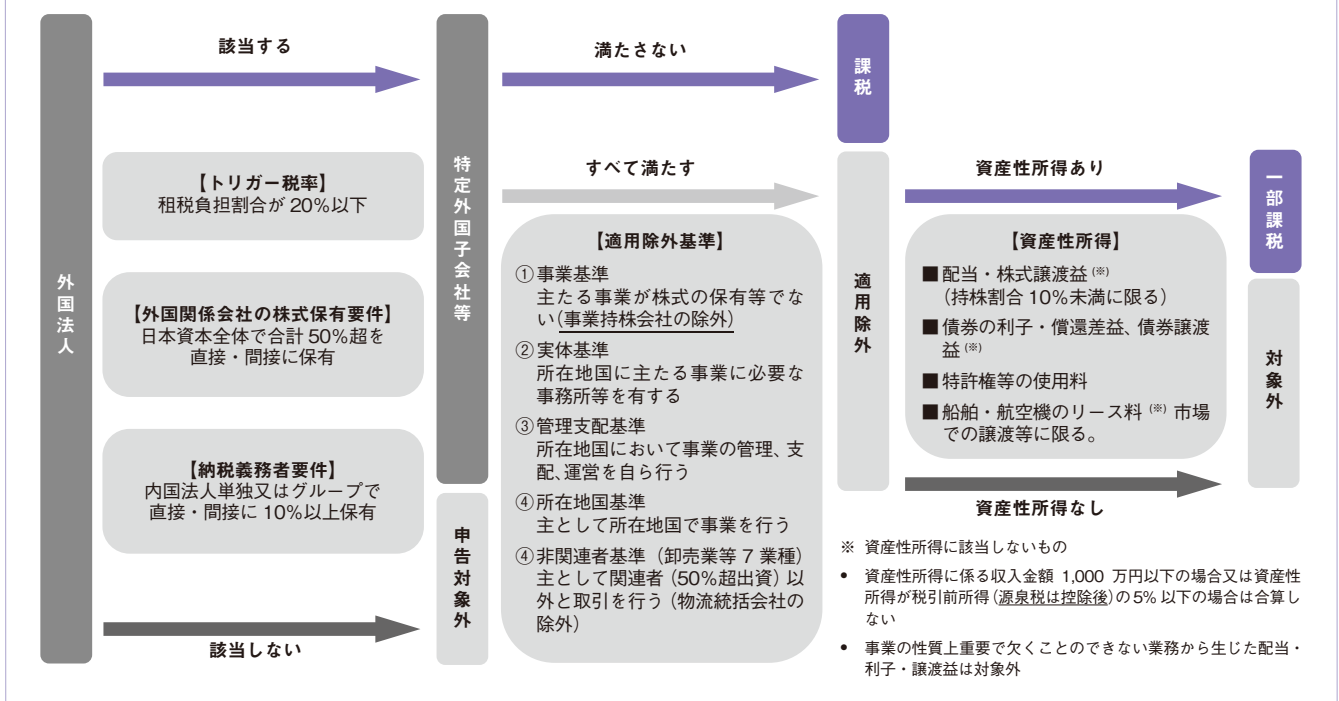 外国法人
該当する
【トリガー税率】
租税負担割合が 20%以下
【外国関係会社の株式保有要件】
日本資本全体で合計 50%超を
直接・間接に保有
【納税義務者要件】
内国法人単独又はグループで
直接・間接に 10%以上保有
該当しない
特定外国子会社等
申告対象外
満たさない
課税
すべて満たす
【適用除外基準】
①事業基準
主たる事業が株式の保有等でな
い(事業持株会社の除外)
②実体基準
所在地国に主たる事業に必要な
事務所等を有する
③管理支配基準
所在地国において事業の管理、支
配、運営を自ら行う
④所在地国基準
主として所在地国で事業を行う
④非関連者基準（卸売業等 7 業種）
主として関連者（50%超出資）以
外と取引を行う（物流統括会社の
除外）
適用除外
資産性所得あり
【資産性所得】
■ 配当・株式譲渡益 (※)
（持株割合 10%未満に限る）
■ 債券の利子・償還差益、債券譲渡
益 (※)
■ 特許権等の使用料
■ 船舶・航空機のリース料 (※) 市場
での譲渡等に限る。
資産性所得なし
一部課税
対象外
※ 資産性所得に該当しないもの
• 資産性所得に係る収入金額 1,000 万円以下の場合又は資産性
所得が税引前所得（源泉税は控除後）の5% 以下の場合は合算し
ない
• 事業の性質上重要で欠くことのできない業務から生じた配当・
利子・譲渡益は対象外